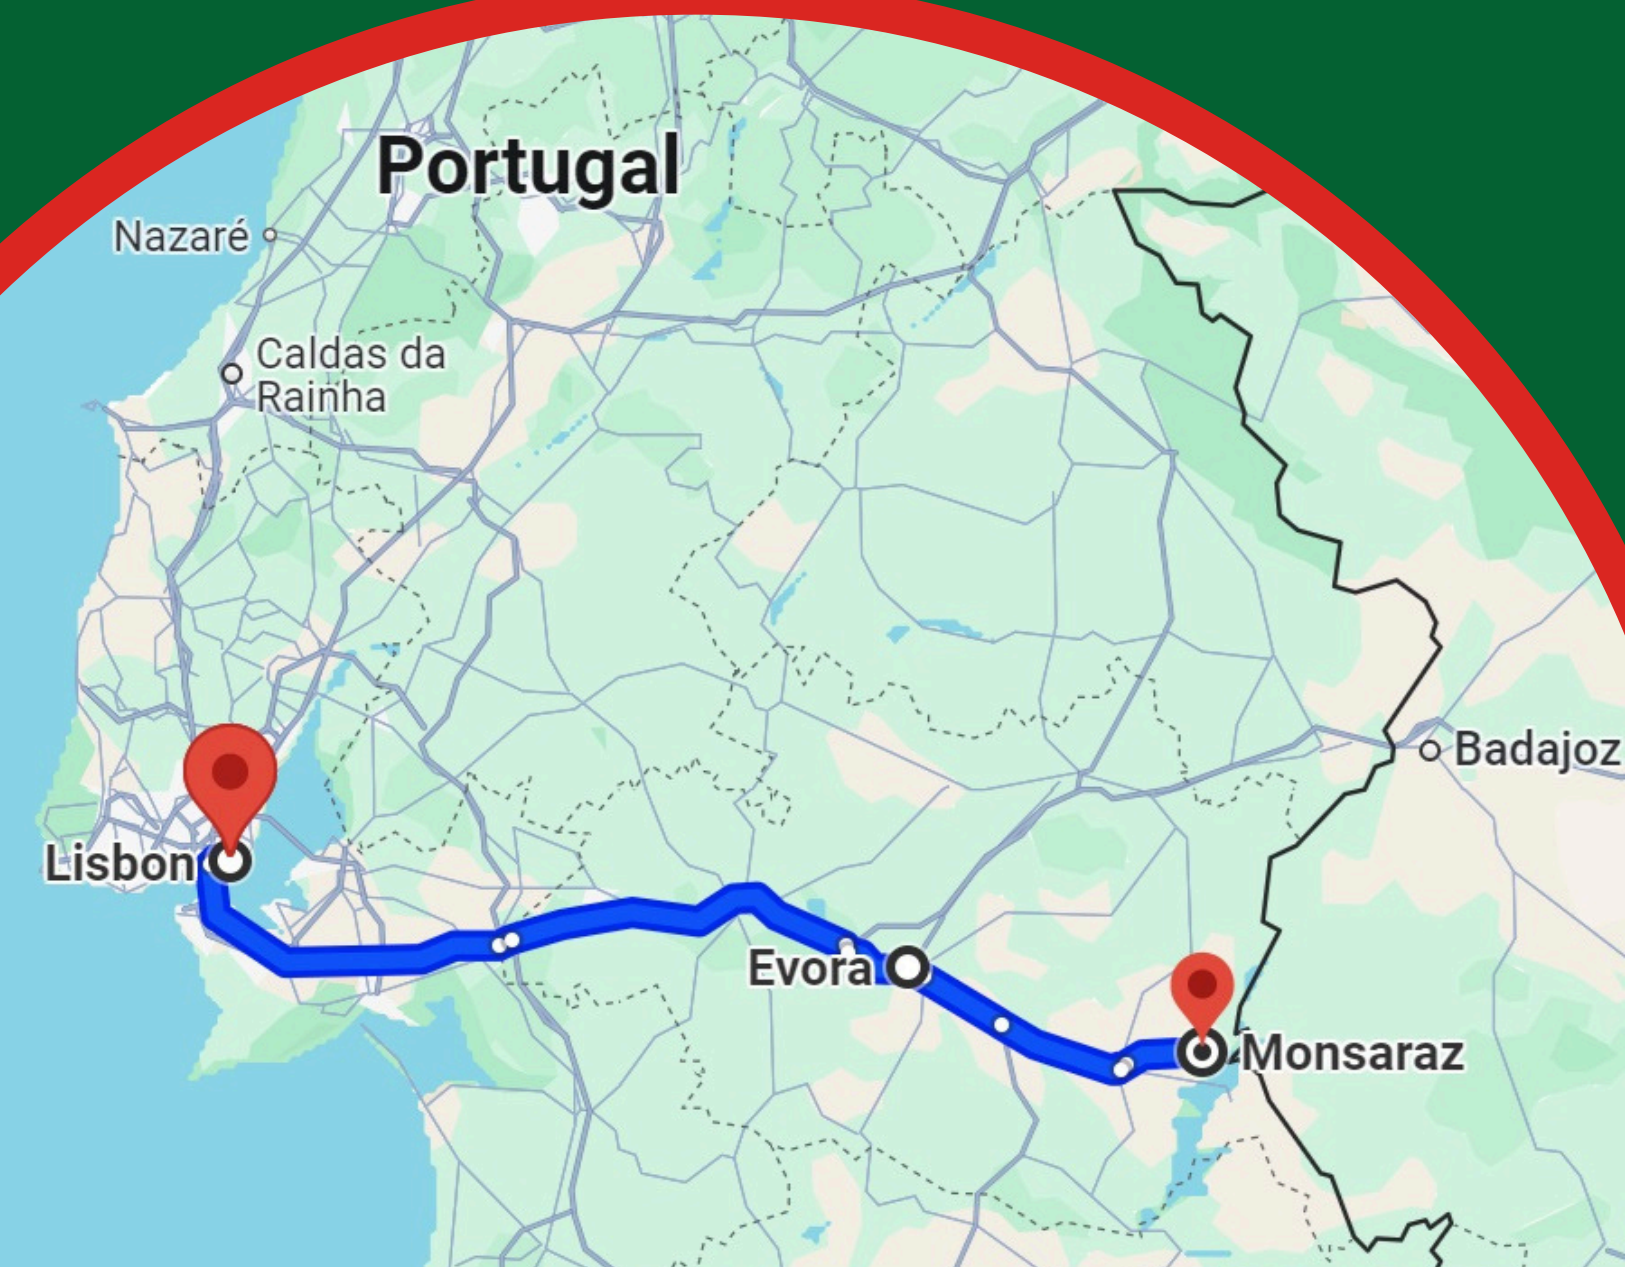 Portugal
Nazaré
Caldas da
Rainha
Badajoz
Lisbon
Evora
Monsaraz